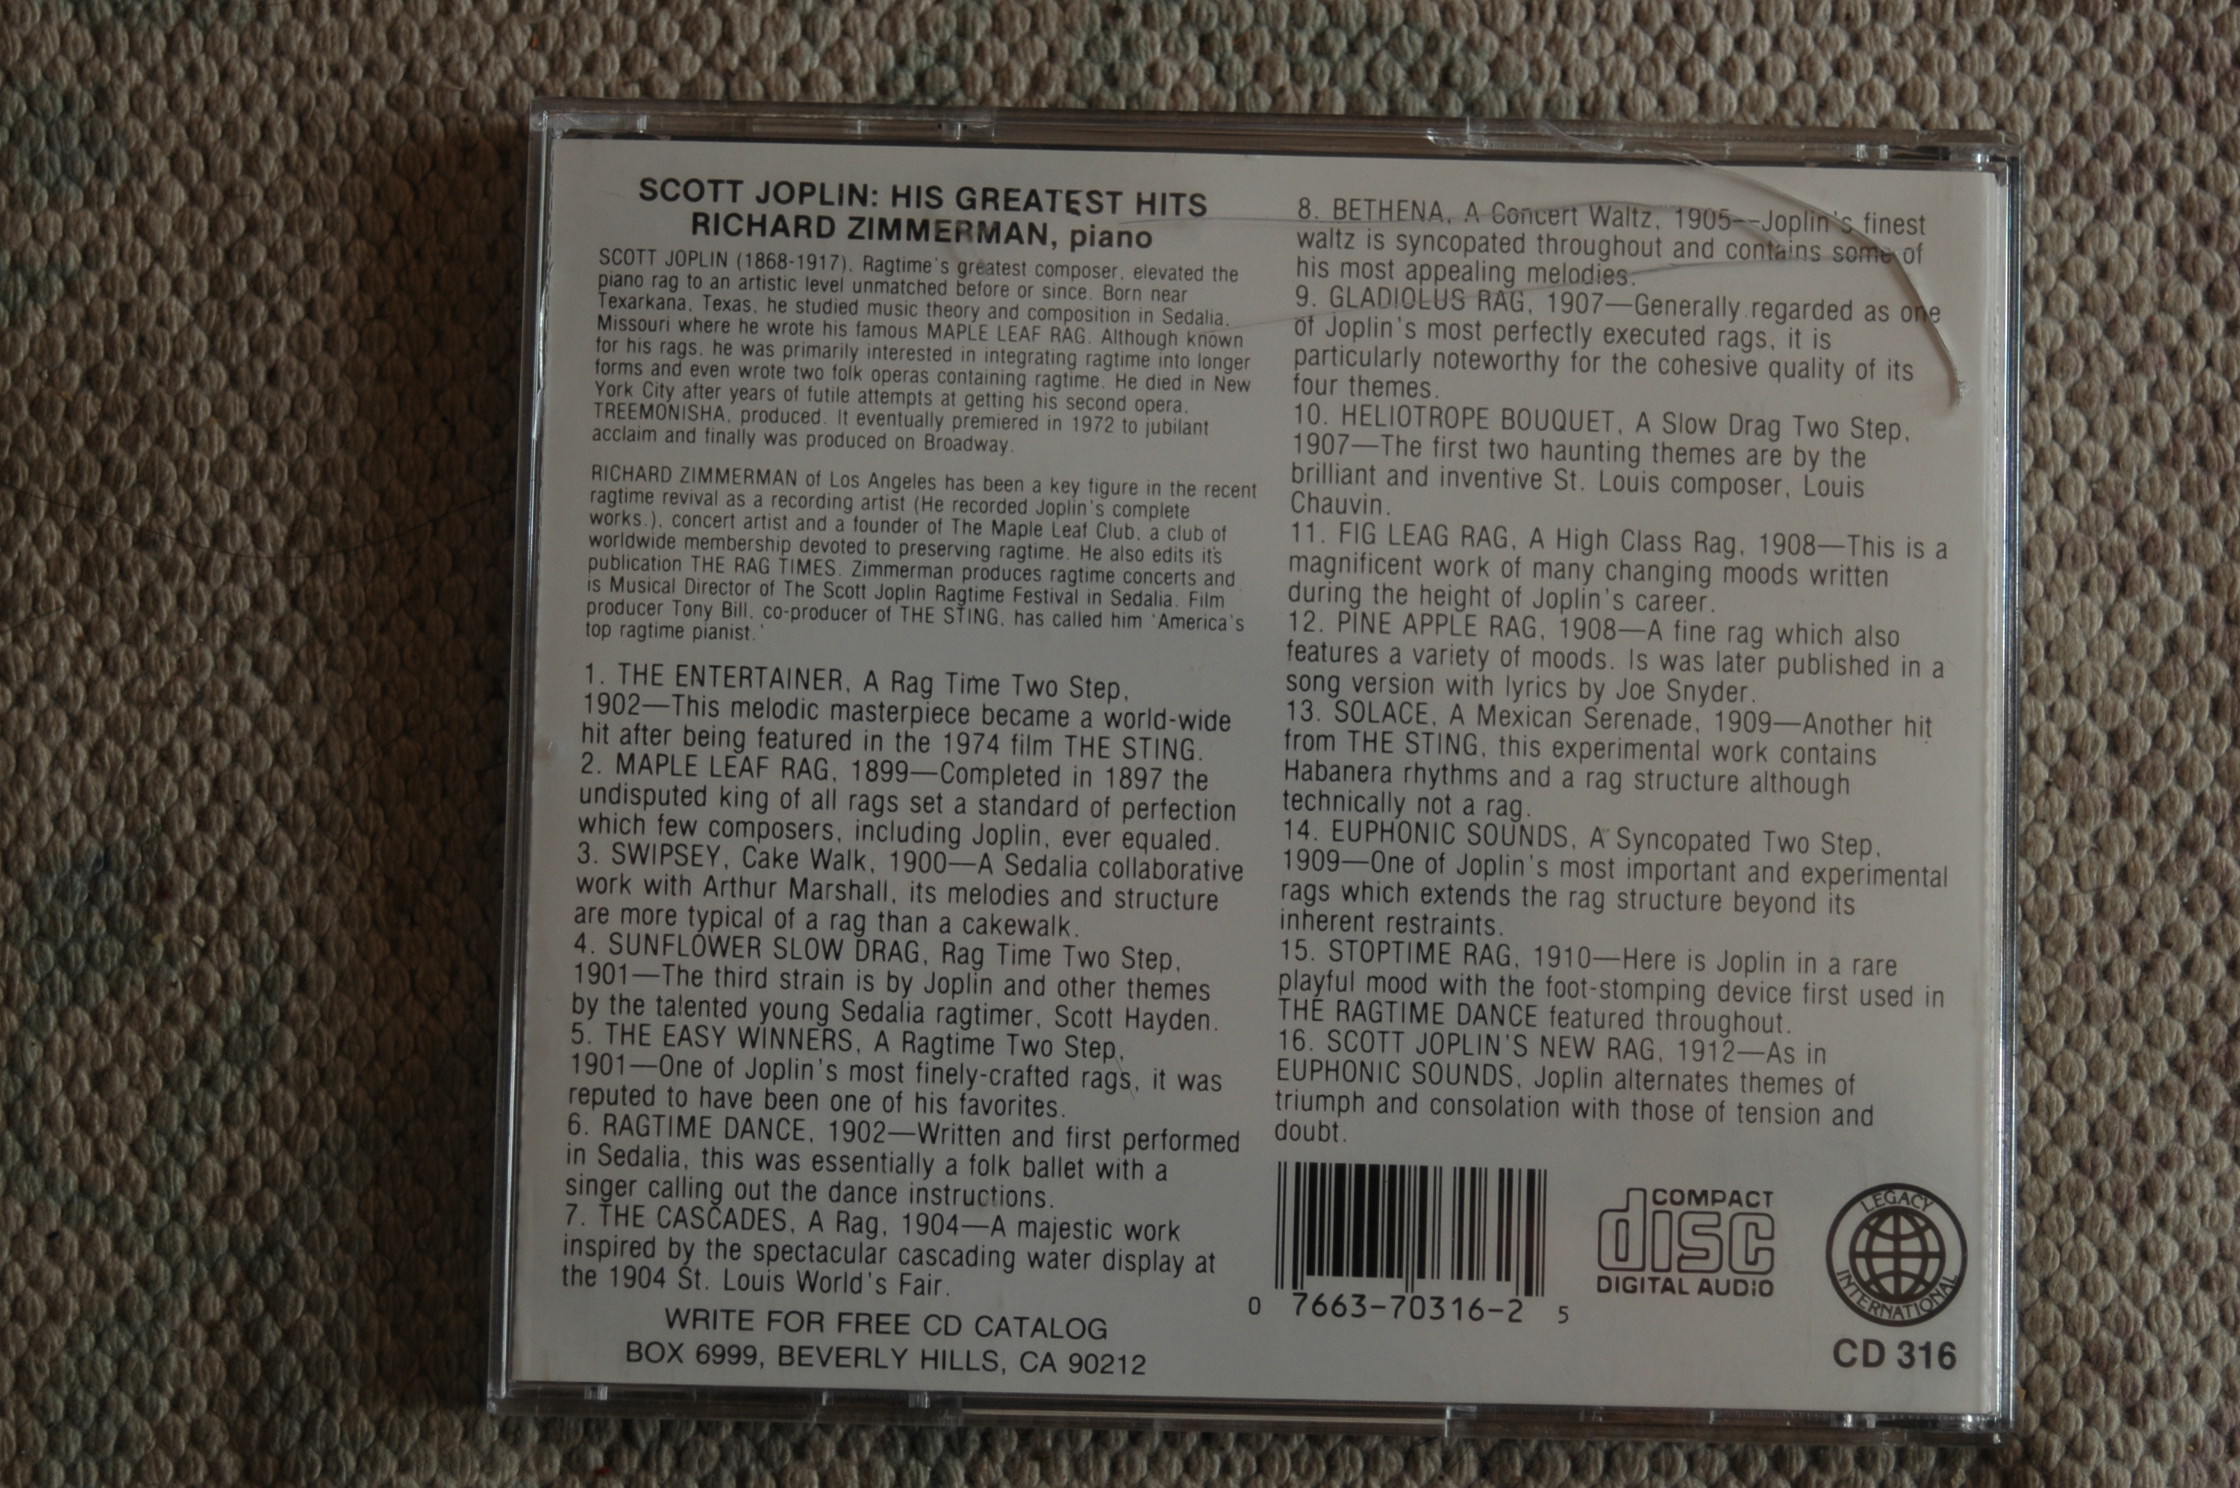 SCOTT JOPLIN: HIS GREATEST HITS
RICHARD ZIMMERMAN, piano
SCOTT JOPLIN (1868-1917), Ragtime's greatest composer, elevated the
piano rag to an artistic level unmatched before or since. Born near
Texarkana, Texas, he studied music theory and composition in Sedalia,
Missouri where he wrote his famous MAPLE LEAF RAG. Although known
for his rags, he was primarily interested in integrating ragtime into longer
forms and even wrote two folk operas containing ragtime. He died in New
York City after years of futile attempts at getting his second opera,
TREEMONISHA, produced. It eventually premiered in 1972 to jubilant
acclaim and finally was produced on Broadway.
RICHARD ZIMMERMAN of Los Angeles has been a key figure in the recent
ragtime revival as a recording artist (He recorded Joplin's complete
works.), concert artist and a founder of The Maple Leaf Club, a club of
worldwide membership devoted to preserving ragtime. He also edits it's
publication THE RAG TIMES. Zimmerman produces ragtime concerts and
is Musical Director of The Scott Joplin Ragtime Festival in Sedalia. Film
producer Tony Bill, co-producer of THE STING, has called him 'America's
top ragtime pianist.'
1. THE ENTERTAINER, A Rag Time Two Step,
1902—This melodic masterpiece became a world-wide
hit after being featured in the 1974 film THE STING.
2. MAPLE LEAF RAG, 1899—Completed in 1897 the
undisputed king of all rags set a standard of perfection
which few composers, including Joplin, ever equaled.
3. SWIPSEY, Cake Walk, 1900—A Sedalia collaborative
work with Arthur Marshall, its melodies and structure
are more typical of a rag than a cakewalk.
4. SUNFLOWER SLOW DRAG, Rag Time Two Step,
1901—The third strain is by Joplin and other themes
by the talented young Sedalia ragtimer, Scott Hayden.
5. THE EASY WINNERS, A Ragtime Two Step,
1901—One of Joplin's most finely-crafted rags, it was
reputed to have been one of his favorites.
6. RAGTIME DANCE, 1902—Written and first performed
in Sedalia, this was essentially a folk ballet with a
singer calling out the dance instructions.
7. THE CASCADES, A Rag, 1904—A majestic work
inspired by the spectacular cascading water display at
the 1904 St. Louis World's Fair.
WRITE FOR FREE CD CATALOG
BOX 6999, BEVERLY HILLS, CA 90212
8. BETHENA, A Concert Waltz, 1905--Joplin's finest
waltz is syncopated throughout and contains some of
his most appealing melodies.
9. GLADIOLUS RAG, 1907—Generally regarded as one
of Joplin's most perfectly executed rags, it is
particularly noteworthy for the cohesive quality of its
four themes.
10. HELIOTROPE BOUQUET, A Slow Drag Two Step,
1907—The first two haunting themes are by the
brilliant and inventive St. Louis composer, Louis
Chauvin.
11. FIG LEAG RAG, A High Class Rag, 1908—This is a
magnificent work of many changing moods written
during the height of Joplin's career.
12. PINE APPLE RAG, 1908—A fine rag which also
features a variety of moods. Is was later published in a
song version with lyrics by Joe Snyder.
13. SOLACE, A Mexican Serenade, 1909—Another hit
from THE STING, this experimental work contains
Habanera rhythms and a rag structure although
technically not a rag.
14. EUPHONIC SOUNDS, A Syncopated Two Step,
1909—One of Joplin's most important and experimental
rags which extends the rag structure beyond its
inherent restraints.
15. STOPTIME RAG, 1910—Here is Joplin in a rare
playful mood with the foot-stomping device first used in
THE RAGTIME DANCE featured throughout.
16. SCOTT JOPLIN'S NEW RAG, 1912—As in
EUPHONIC SOUNDS, Joplin alternates themes of
triumph and consolation with those of tension and
doubt.
0 7663-70316-2 5
COMPACT
disc
DIGITAL AUDIO
LEGACY
INTERNATIONAL
CD 316